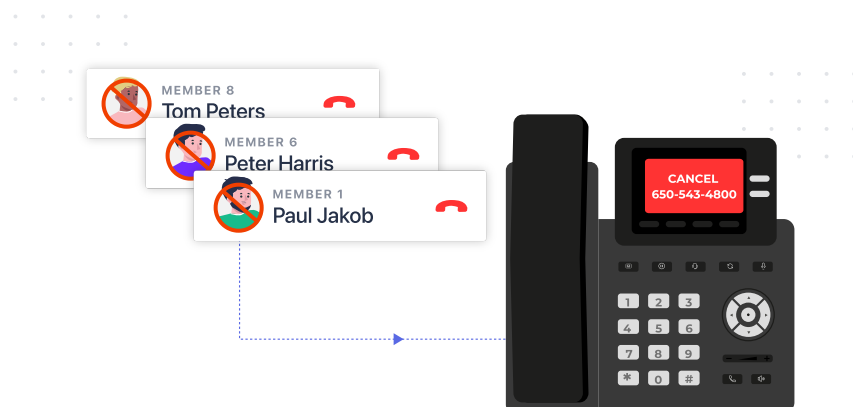 MEMBER 8
Tom Peters
MEMBER 6
Peter Harris
MEMBER 1
Paul Jakob
CANCEL
650-543-4800
1 2 3
4 5 6
7 8 9
* 0 #
- +